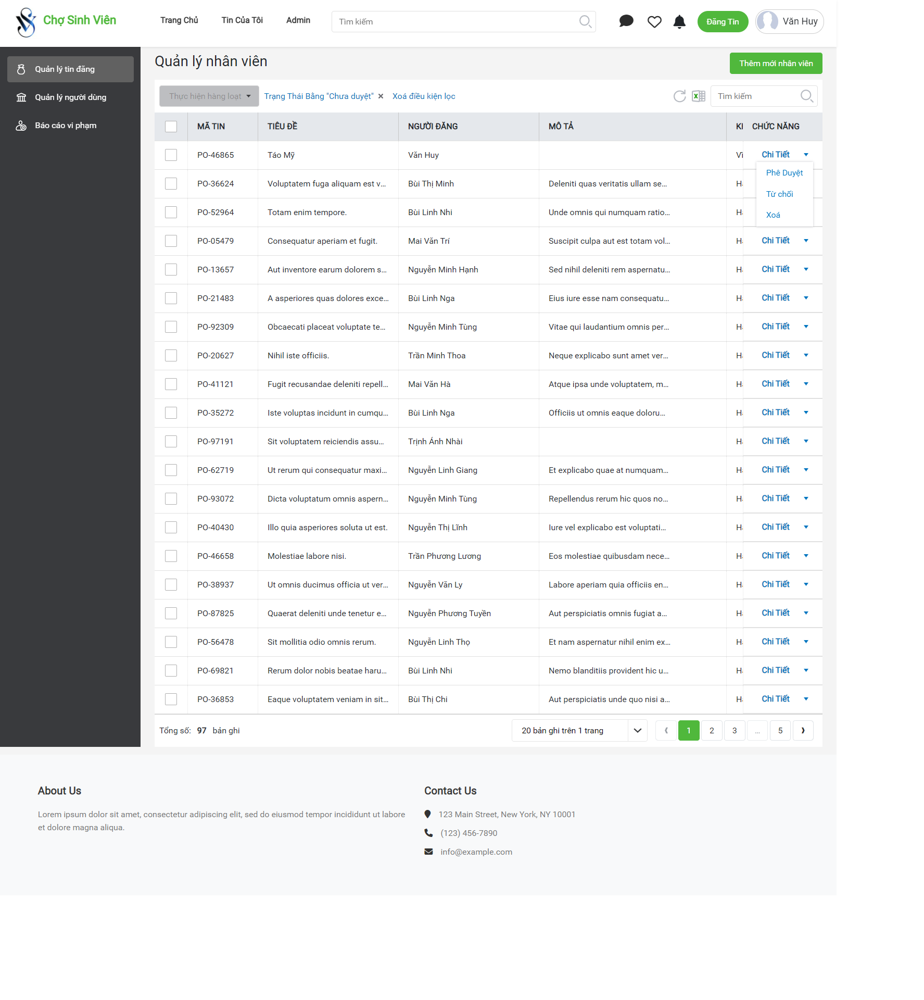 Chợ Sinh Viên
Trang Chủ Tin Của Tôi Admin Tìm kiếm Đăng Tin Văn Huy
Quản lý tin đăng
Quản lý người dùng
Báo cáo vi phạm
Quản lý nhân viên
Thêm mới nhân viên
Thực hiện hàng loạt Trạng Thái Bằng "Chưa duyệt" Xoá điều kiện lọc Tìm kiếm
MÃ TIN TIÊU ĐỀ NGƯỜI ĐĂNG MÔ TẢ CHỨC NĂNG
PO-46865 Táo Mỹ Văn Huy Chi Tiết
Phê Duyệt
Từ chối
Xoá
PO-36624 Voluptatem fuga aliquam est v... Bùi Thị Minh Deleniti quas veritatis ullam se...
PO-52964 Totam enim tempore. Bùi Linh Nhi Unde omnis qui numquam ratio...
PO-05479 Consequatur aperiam et fugit. Mai Văn Trí Suscipit culpa aut est totam vol... Chi Tiết
PO-13657 Aut inventore earum dolorem s... Nguyễn Minh Hạnh Sed nihil deleniti rem aspernatu... Chi Tiết
PO-21483 A asperiores quas dolores exce... Bùi Linh Nga Eius iure esse nam consequatu... Chi Tiết
PO-92309 Obcaecati placeat voluptate te... Nguyễn Minh Tùng Vitae qui laudantium omnis per... Chi Tiết
PO-20627 Nihil iste officiis. Trần Minh Thoa Neque explicabo sunt amet ver... Chi Tiết
PO-41121 Fugit recusandae deleniti repell... Mai Văn Hà Atque ipsa unde voluptatem, m... Chi Tiết
PO-35272 Iste voluptas incidunt in cumqu... Bùi Linh Nga Officiis ut omnis eaque doloru... Chi Tiết
PO-97191 Sit voluptatem reiciendis assu... Trịnh Ánh Nhài Chi Tiết
PO-62719 Ut rerum qui consequatur maxi... Nguyễn Linh Giang Et explicabo quae at numquam... Chi Tiết
PO-93072 Dicta voluptatum omnis aspern... Nguyễn Minh Tùng Repellendus rerum hic quos no... Chi Tiết
PO-40430 Illo quia asperiores soluta ut est. Nguyễn Thị Lĩnh Iure vel explicabo est voluptati... Chi Tiết
PO-46658 Molestiae labore nisi. Trần Phương Lương Eos molestiae quibusdam nece... Chi Tiết
PO-38937 Ut omnis ducimus officia ut ver... Nguyễn Văn Ly Labore aperiam quia officiis en... Chi Tiết
PO-87825 Quaerat deleniti unde tenetur e... Nguyễn Phương Tuyền Aut perspiciatis omnis fugiat a... Chi Tiết
PO-56478 Sit mollitia odio omnis rerum. Nguyễn Linh Thọ Et nam aspernatur nihil enim ex... Chi Tiết
PO-69821 Rerum dolor nobis beatae haru... Bùi Linh Nhi Nemo blanditiis provident hic u... Chi Tiết
PO-36853 Eaque voluptatem veniam in sit... Bùi Thị Chi Aut perspiciatis unde quo nisi a... Chi Tiết
Tổng số: 97 bản ghi 20 bản ghi trên 1 trang 1 2 3 ... 5
About Us
Lorem ipsum dolor sit amet, consectetur adipiscing elit, sed do eiusmod tempor incididunt ut labore
et dolore magna aliqua.
Contact Us
123 Main Street, New York, NY 10001
(123) 456-7890
info@example.com